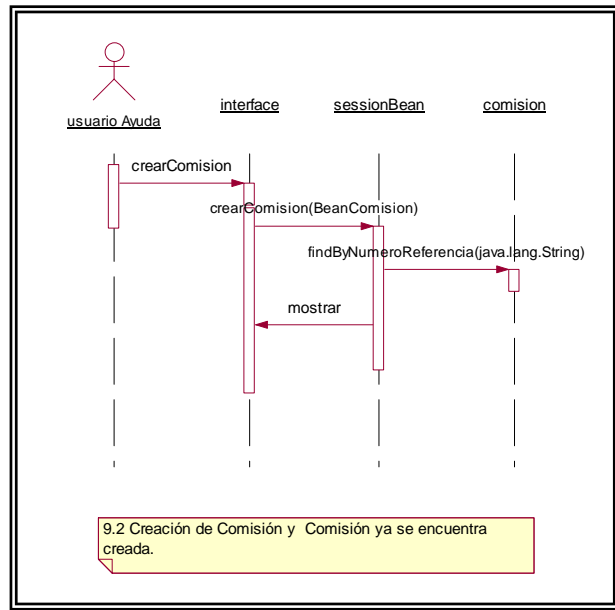 usuario Ayuda
interface
sessionBean
comision
crearComision
crearComision(BeanComision)
findByNumeroReferencia(java.lang.String)
mostrar
9.2 Creación de Comisión y  Comisión ya se encuentra
creada.